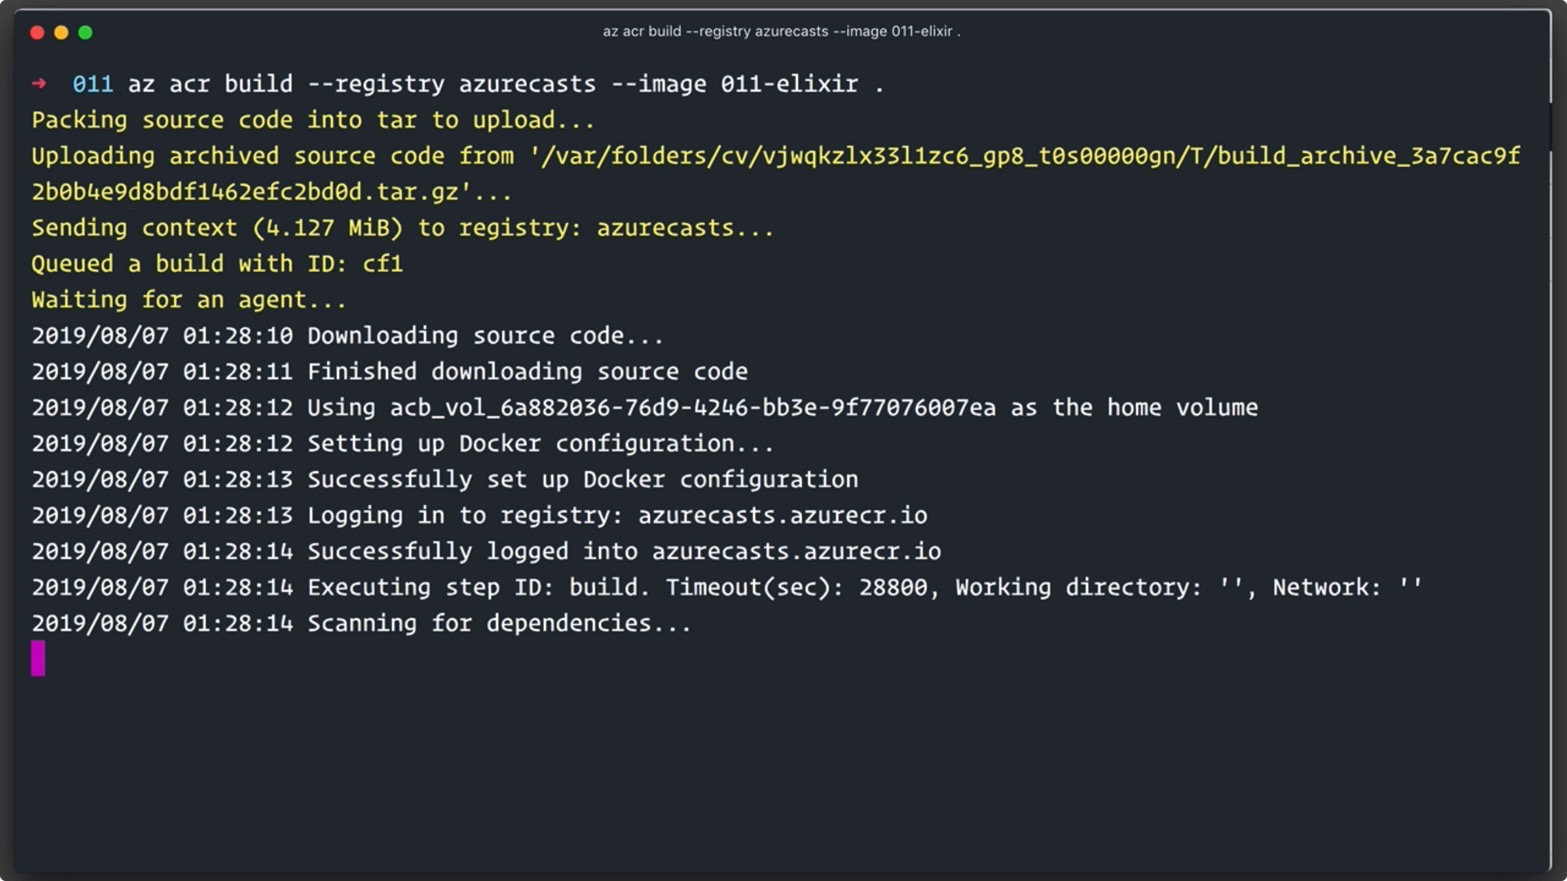 az acr build --registry azurecasts --image 011-elixir .
➜ 011 az acr build --registry azurecasts --image 011-elixir .
Packing source code into tar to upload...
Uploading archived source code from '/var/folders/cv/vjwqkzlx33l1zc6_gp8_t0s00000gn/T/build_archive_3a7cac9f
2b0b4e9d8bdf1462efc2bd0d.tar.gz'...
Sending context (4.127 MiB) to registry: azurecasts...
Queued a build with ID: cf1
Waiting for an agent...
2019/08/07 01:28:10 Downloading source code...
2019/08/07 01:28:11 Finished downloading source code
2019/08/07 01:28:12 Using acb_vol_6a882036-76d9-4246-bb3e-9f77076007ea as the home volume
2019/08/07 01:28:12 Setting up Docker configuration...
2019/08/07 01:28:13 Successfully set up Docker configuration
2019/08/07 01:28:13 Logging in to registry: azurecasts.azurecr.io
2019/08/07 01:28:14 Successfully logged into azurecasts.azurecr.io
2019/08/07 01:28:14 Executing step ID: build. Timeout(sec): 28800, Working directory: '', Network: ''
2019/08/07 01:28:14 Scanning for dependencies...